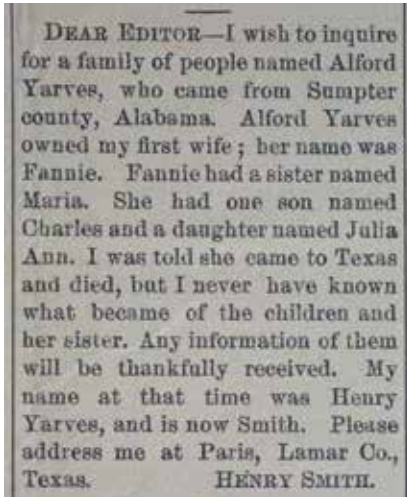 DEAR EDITOR—I wish to inquire
for a family of people named Alford
Yarves, who came from Sumpter
county, Alabama. Alford Yarves
owned my first wife; her name was
Fannie. Fannie had a sister named
Maria. She had one son named
Charles and a daughter named Julia
Ann. I was told she came to Texas
and died, but I never have known
what became of the children and
her sister. Any information of them
will be thankfully received. My
name at that time was Henry
Yarves, and is now Smith. Please
address me at Paris, Lamar Co.,
Texas. HENRY SMITH.